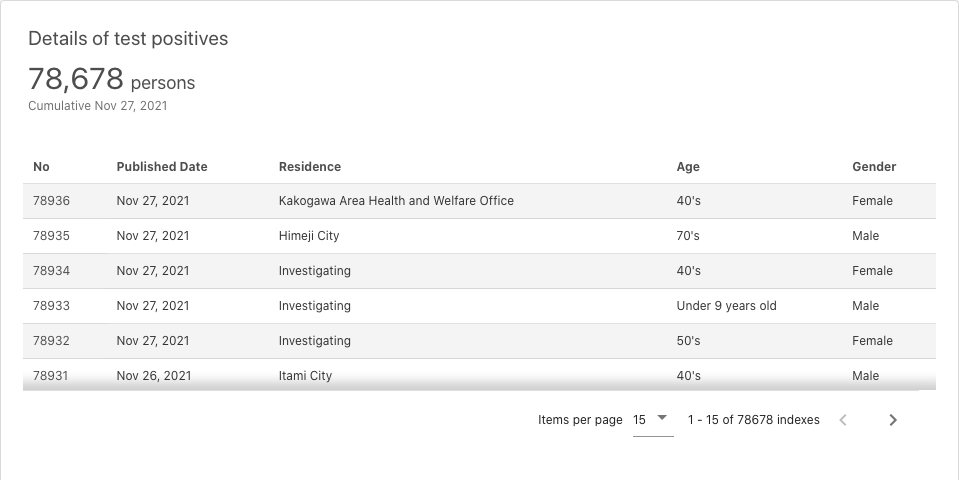 Details of test positives
78,678 persons
Cumulative Nov 27, 2021
No Published Date Residence Age Gender
78936 Nov 27, 2021 Kakogawa Area Health and Welfare Office 40's Female
78935 Nov 27, 2021 Himeji City 70's Male
78934 Nov 27, 2021 Investigating 40's Female
78933 Nov 27, 2021 Investigating Under 9 years old Male
78932 Nov 27, 2021 Investigating 50's Female
78931 Nov 26, 2021 Itami City 40's Male
Items per page 15 1 - 15 of 78678 indexes